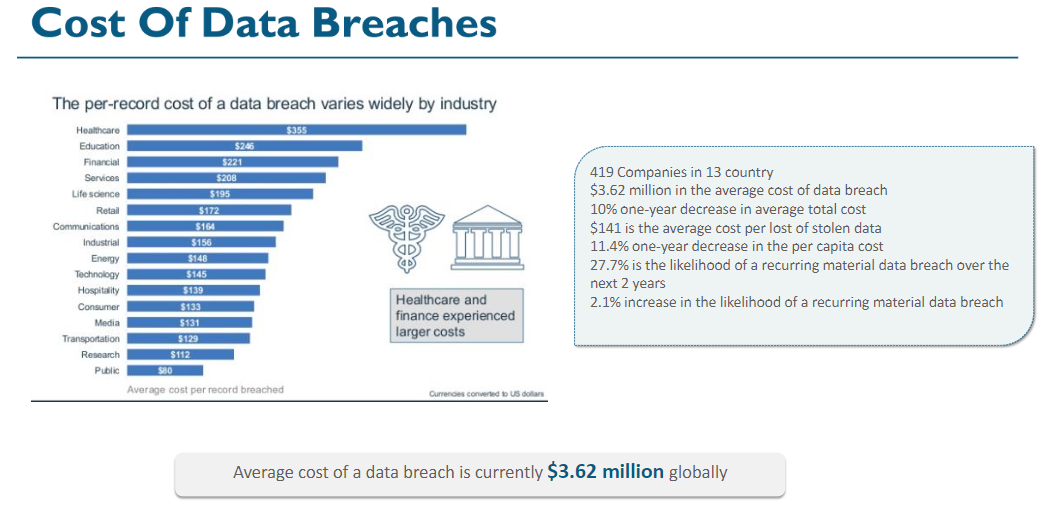 Cost Of Data Breaches
The per-record cost of a data breach varies widely by industry
Healthcare $355
Education $246
Financial $221
Services $208
Life science $195
Retail $172
Communications $164
Industrial $156
Energy $148
Technology $145
Hospitality $139
Consumer $133
Media $131
Transportation $129
Research $112
Public $80
Average cost per record breached
Currencies converted to US dollars
Healthcare and
finance experienced
larger costs
419 Companies in 13 country
$3.62 million in the average cost of data breach
10% one-year decrease in average total cost
$141 is the average cost per lost of stolen data
11.4% one-year decrease in the per capita cost
27.7% is the likelihood of a recurring material data breach over the
next 2 years
2.1% increase in the likelihood of a recurring material data breach
Average cost of a data breach is currently $3.62 million globally